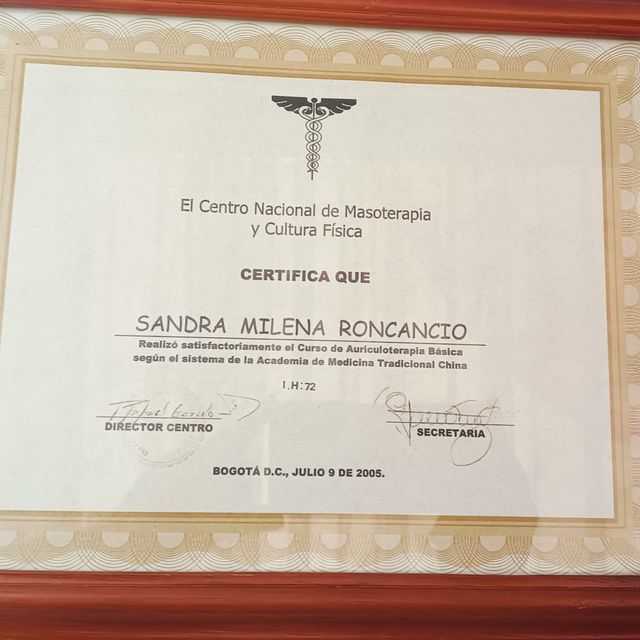 El Centro Nacional de Masoterapia
y Cultura Física
CERTIFICA QUE
SANDRA MILENA RONCANCIO
Realizó satisfactoriamente el Curso de Auriculoterapia Básica
según el sistema de la Academia de Medicina Tradicional China
I.H:72
DIRECTOR CENTRO
SECRETARÍA
BOGOTÁ D.C., JULIO 9 DE 2005.